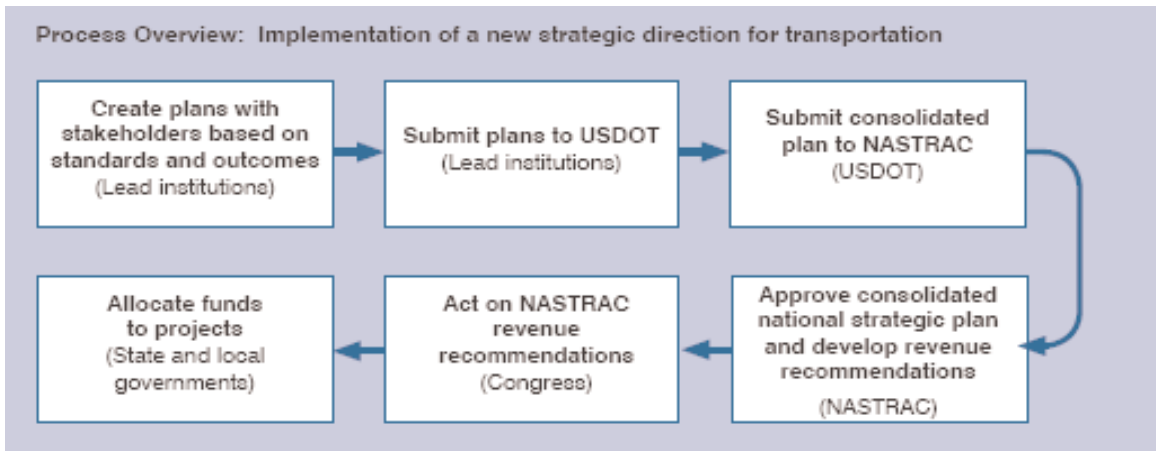 Process Overview:  Implementation of a new strategic direction for transportation
Create plans with
stakeholders based on
standards and outcomes
(Lead institutions)
Submit plans to USDOT
(Lead institutions)
Submit consolidated
plan to NASTRAC
(USDOT)
Approve consolidated
national strategic plan
and develop revenue
recommendations
(NASTRAC)
Act on NASTRAC
revenue
recommendations
(Congress)
Allocate funds
to projects
(State and local
governments)